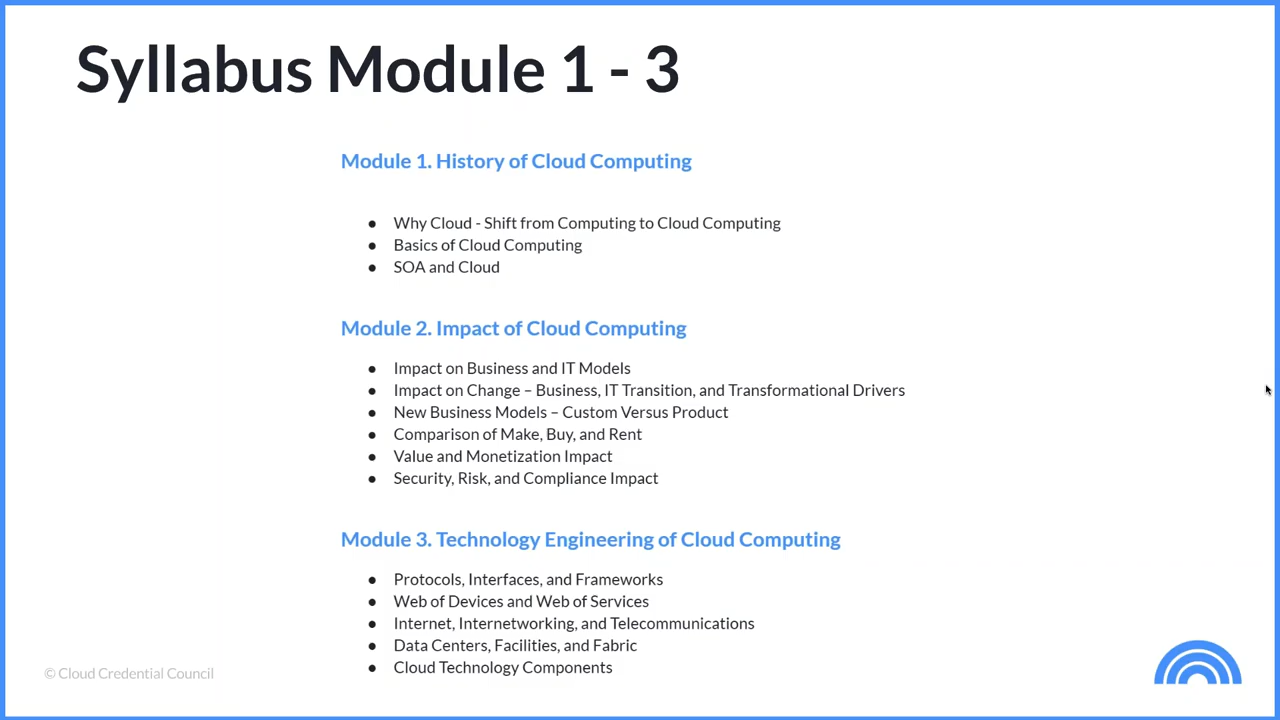 Syllabus Module 1 - 3
Module 1. History of Cloud Computing
● Why Cloud - Shift from Computing to Cloud Computing
● Basics of Cloud Computing
● SOA and Cloud
Module 2. Impact of Cloud Computing
● Impact on Business and IT Models
● Impact on Change – Business, IT Transition, and Transformational Drivers
● New Business Models – Custom Versus Product
● Comparison of Make, Buy, and Rent
● Value and Monetization Impact
● Security, Risk, and Compliance Impact
Module 3. Technology Engineering of Cloud Computing
● Protocols, Interfaces, and Frameworks
● Web of Devices and Web of Services
● Internet, Internetworking, and Telecommunications
● Data Centers, Facilities, and Fabric
● Cloud Technology Components
© Cloud Credential Council